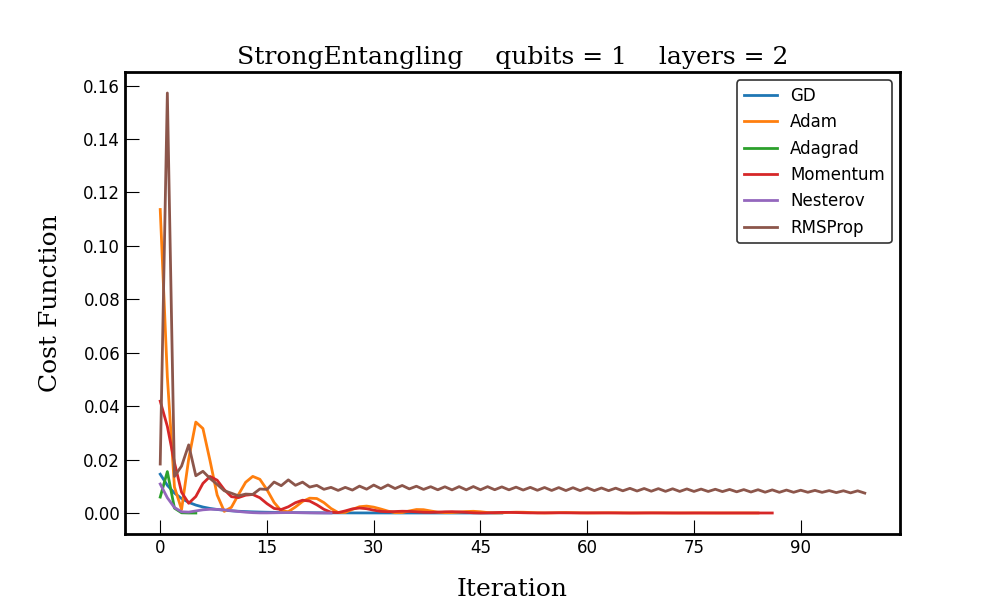 StrongEntangling    qubits = 1    layers = 2
Cost Function
0.16
0.14
0.12
0.10
0.08
0.06
0.04
0.02
0.00
GD
Adam
Adagrad
Momentum
Nesterov
RMSProp
0 15 30 45 60 75 90
Iteration